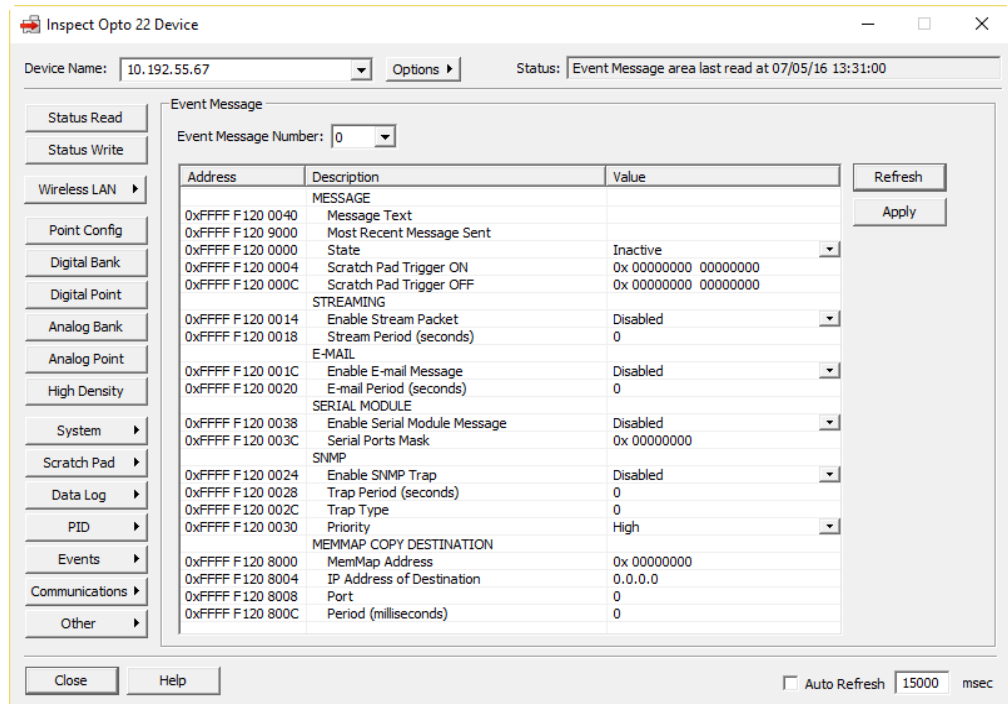 Inspect Opto 22 Device
Device Name: 10.192.55.67 Options Status: Event Message area last read at 07/05/16 13:31:00
Status Read
Status Write
Wireless LAN
Point Config
Digital Bank
Digital Point
Analog Bank
Analog Point
High Density
System
Scratch Pad
Data Log
PID
Events
Communications
Other
Event Message
Event Message Number: 0
Address Description Value
MESSAGE
0xFFFF F120 0040 Message Text
0xFFFF F120 9000 Most Recent Message Sent
0xFFFF F120 0000 State Inactive
0xFFFF F120 0004 Scratch Pad Trigger ON 0x 00000000 00000000
0xFFFF F120 000C Scratch Pad Trigger OFF 0x 00000000 00000000
STREAMING
0xFFFF F120 0014 Enable Stream Packet Disabled
0xFFFF F120 0018 Stream Period (seconds) 0
E-MAIL
0xFFFF F120 001C Enable E-mail Message Disabled
0xFFFF F120 0020 E-mail Period (seconds) 0
SERIAL MODULE
0xFFFF F120 0038 Enable Serial Module Message Disabled
0xFFFF F120 003C Serial Ports Mask 0x 00000000
SNMP
0xFFFF F120 0024 Enable SNMP Trap Disabled
0xFFFF F120 0028 Trap Period (seconds) 0
0xFFFF F120 002C Trap Type 0
0xFFFF F120 0030 Priority High
MEMMAP COPY DESTINATION
0xFFFF F120 8000 MemMap Address 0x 00000000
0xFFFF F120 8004 IP Address of Destination 0.0.0.0
0xFFFF F120 8008 Port 0
0xFFFF F120 800C Period (milliseconds) 0
Refresh
Apply
Close Help Auto Refresh 15000 msec